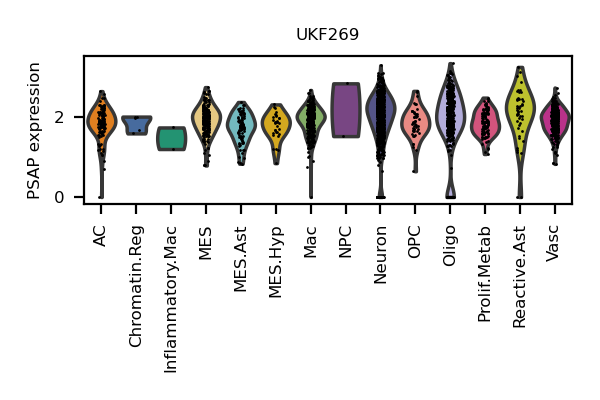 UKF269
PSAP expression
2
0
AC
Chromatin.Reg
Inflammatory.Mac
MES
MES.Ast
MES.Hyp
Mac
NPC
Neuron
OPC
Oligo
Prolif.Metab
Reactive.Ast
Vasc